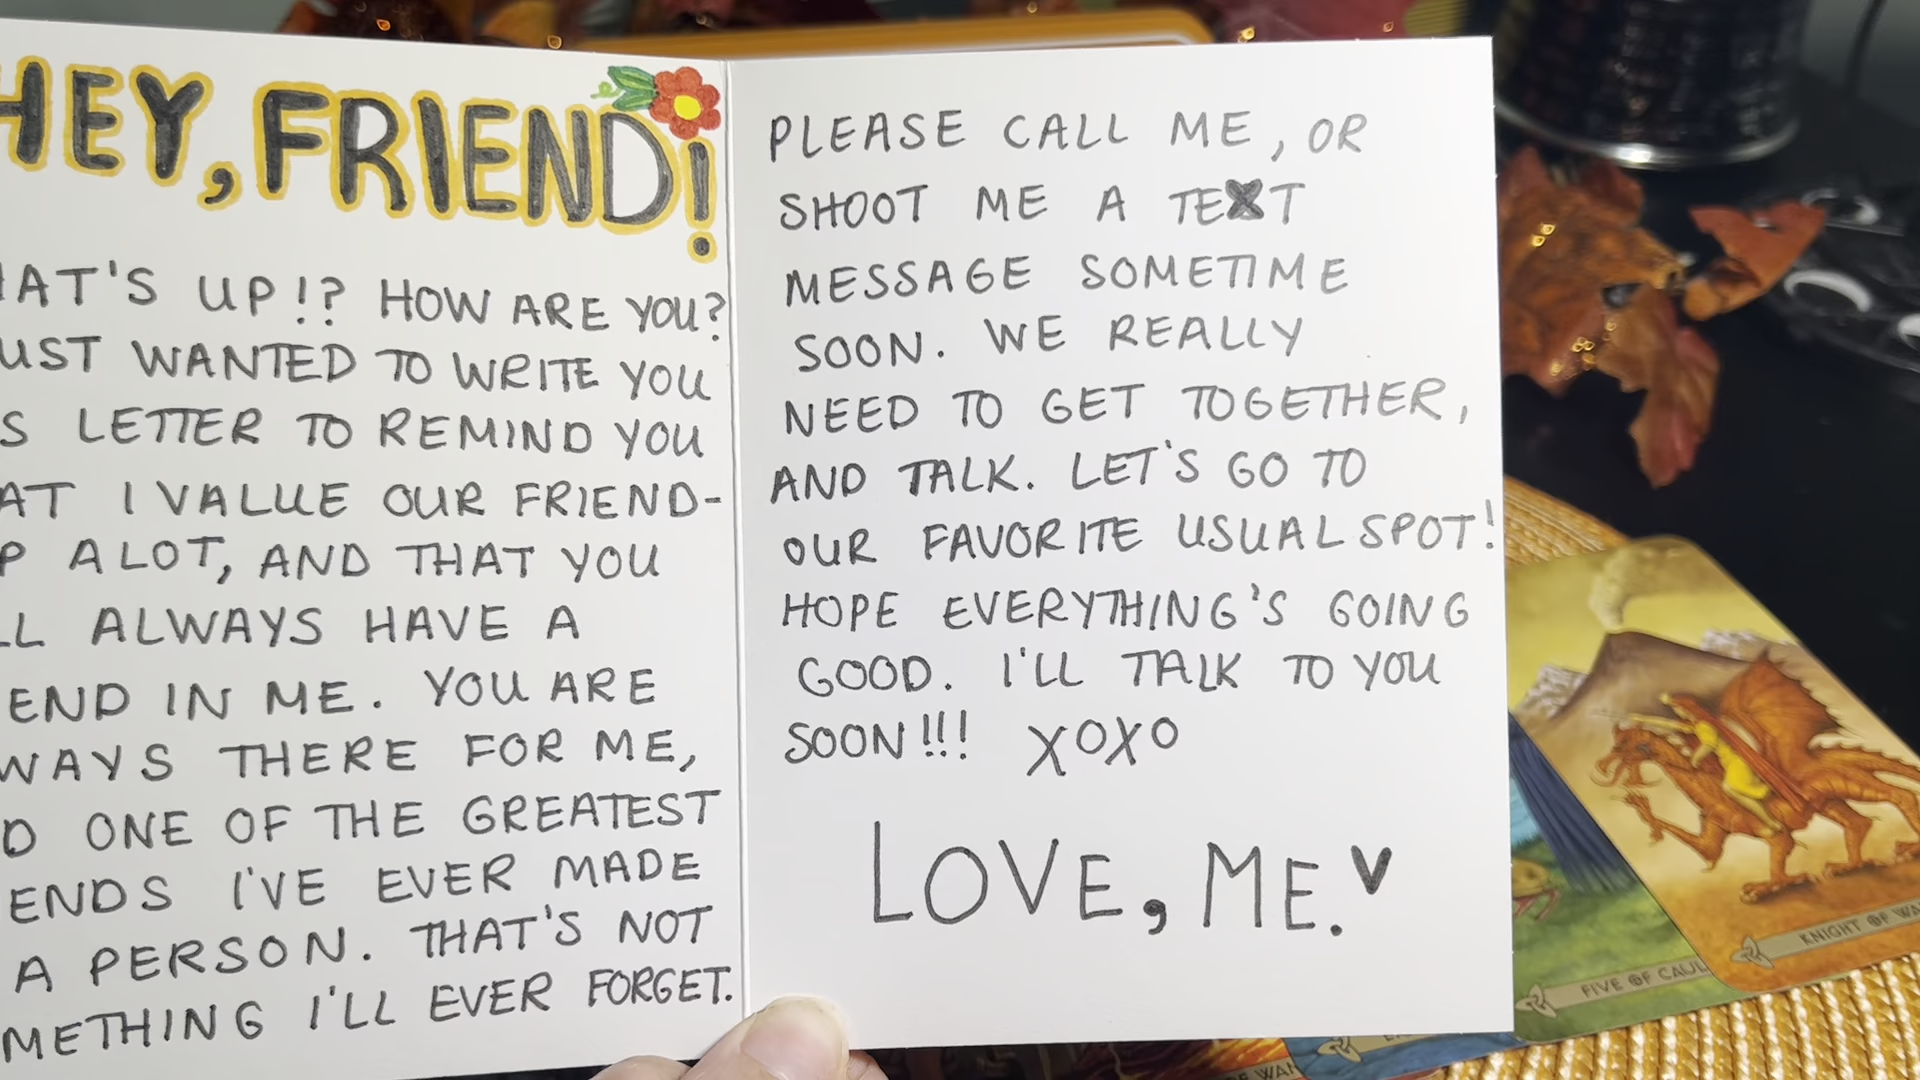 HEY, FRIEND!
HAT'S UP!? HOW ARE YOU?
UST WANTED TO WRITE YOU
S LETTER TO REMIND YOU
AT I VALUE OUR FRIEND-
P ALOT, AND THAT YOU
LL ALWAYS HAVE A
END IN ME. YOU ARE
WAYS THERE FOR ME,
D ONE OF THE GREATEST
ENDS I'VE EVER MADE
A PERSON. THAT'S NOT
METHING I'LL EVER FORGET.
PLEASE CALL ME, OR
SHOOT ME A TEXT
MESSAGE SOMETIME
SOON. WE REALLY
NEED TO GET TOGETHER,
AND TALK. LET'S GO TO
OUR FAVORITE USUAL SPOT!
HOPE EVERYTHING'S GOING
GOOD. I'LL TALK TO YOU
SOON!!! XOXO
LOVE, ME.
KNIGHT OF WA
FIVE OF CAUL